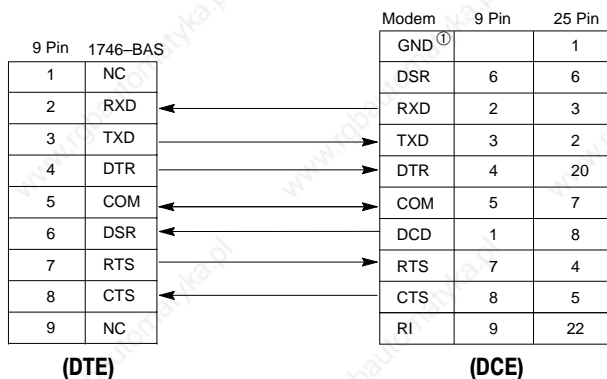 Modem 9 Pin 25 Pin
9 Pin 1746–BAS
GND① 1
DSR 6 6
1 NC
2 RXD
RXD 2 3
3 TXD
TXD 3 2
4 DTR
DTR 4 20
5 COM
COM 5 7
6 DSR
DCD 1 8
7 RTS
RTS 7 4
8 CTS
CTS 8 5
9 NC
RI 9 22
(DTE) (DCE)
www.rgbautomatyka.pl